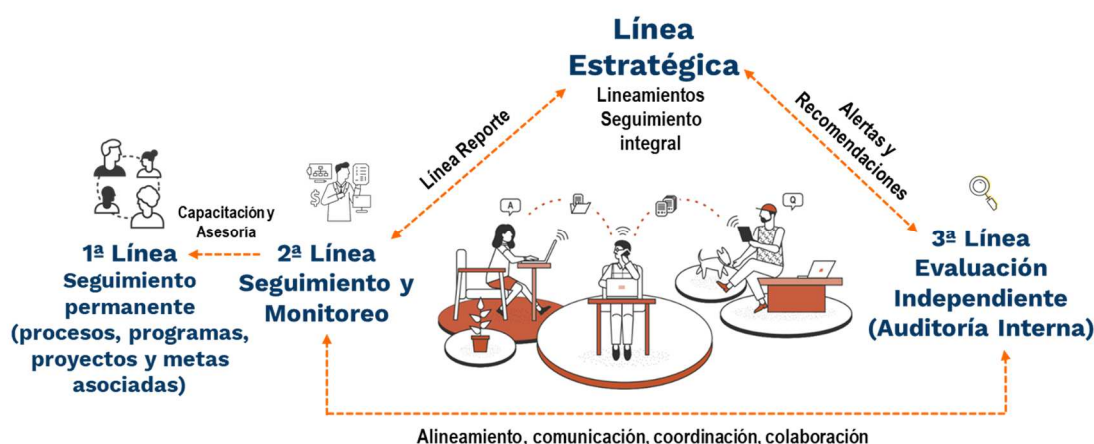 Línea
Estratégica
Lineamientos
Seguimiento
integral
Línea Reporte
Alertas y
Recomendaciones
Capacitación y
Asesoría
1ª Línea
Seguimiento
permanente
(procesos, programas,
proyectos y metas
asociadas)
2ª Línea
Seguimiento y
Monitoreo
A
Q
$
3ª Línea
Evaluación
Independiente
(Auditoría Interna)
Alineamiento, comunicación, coordinación, colaboración